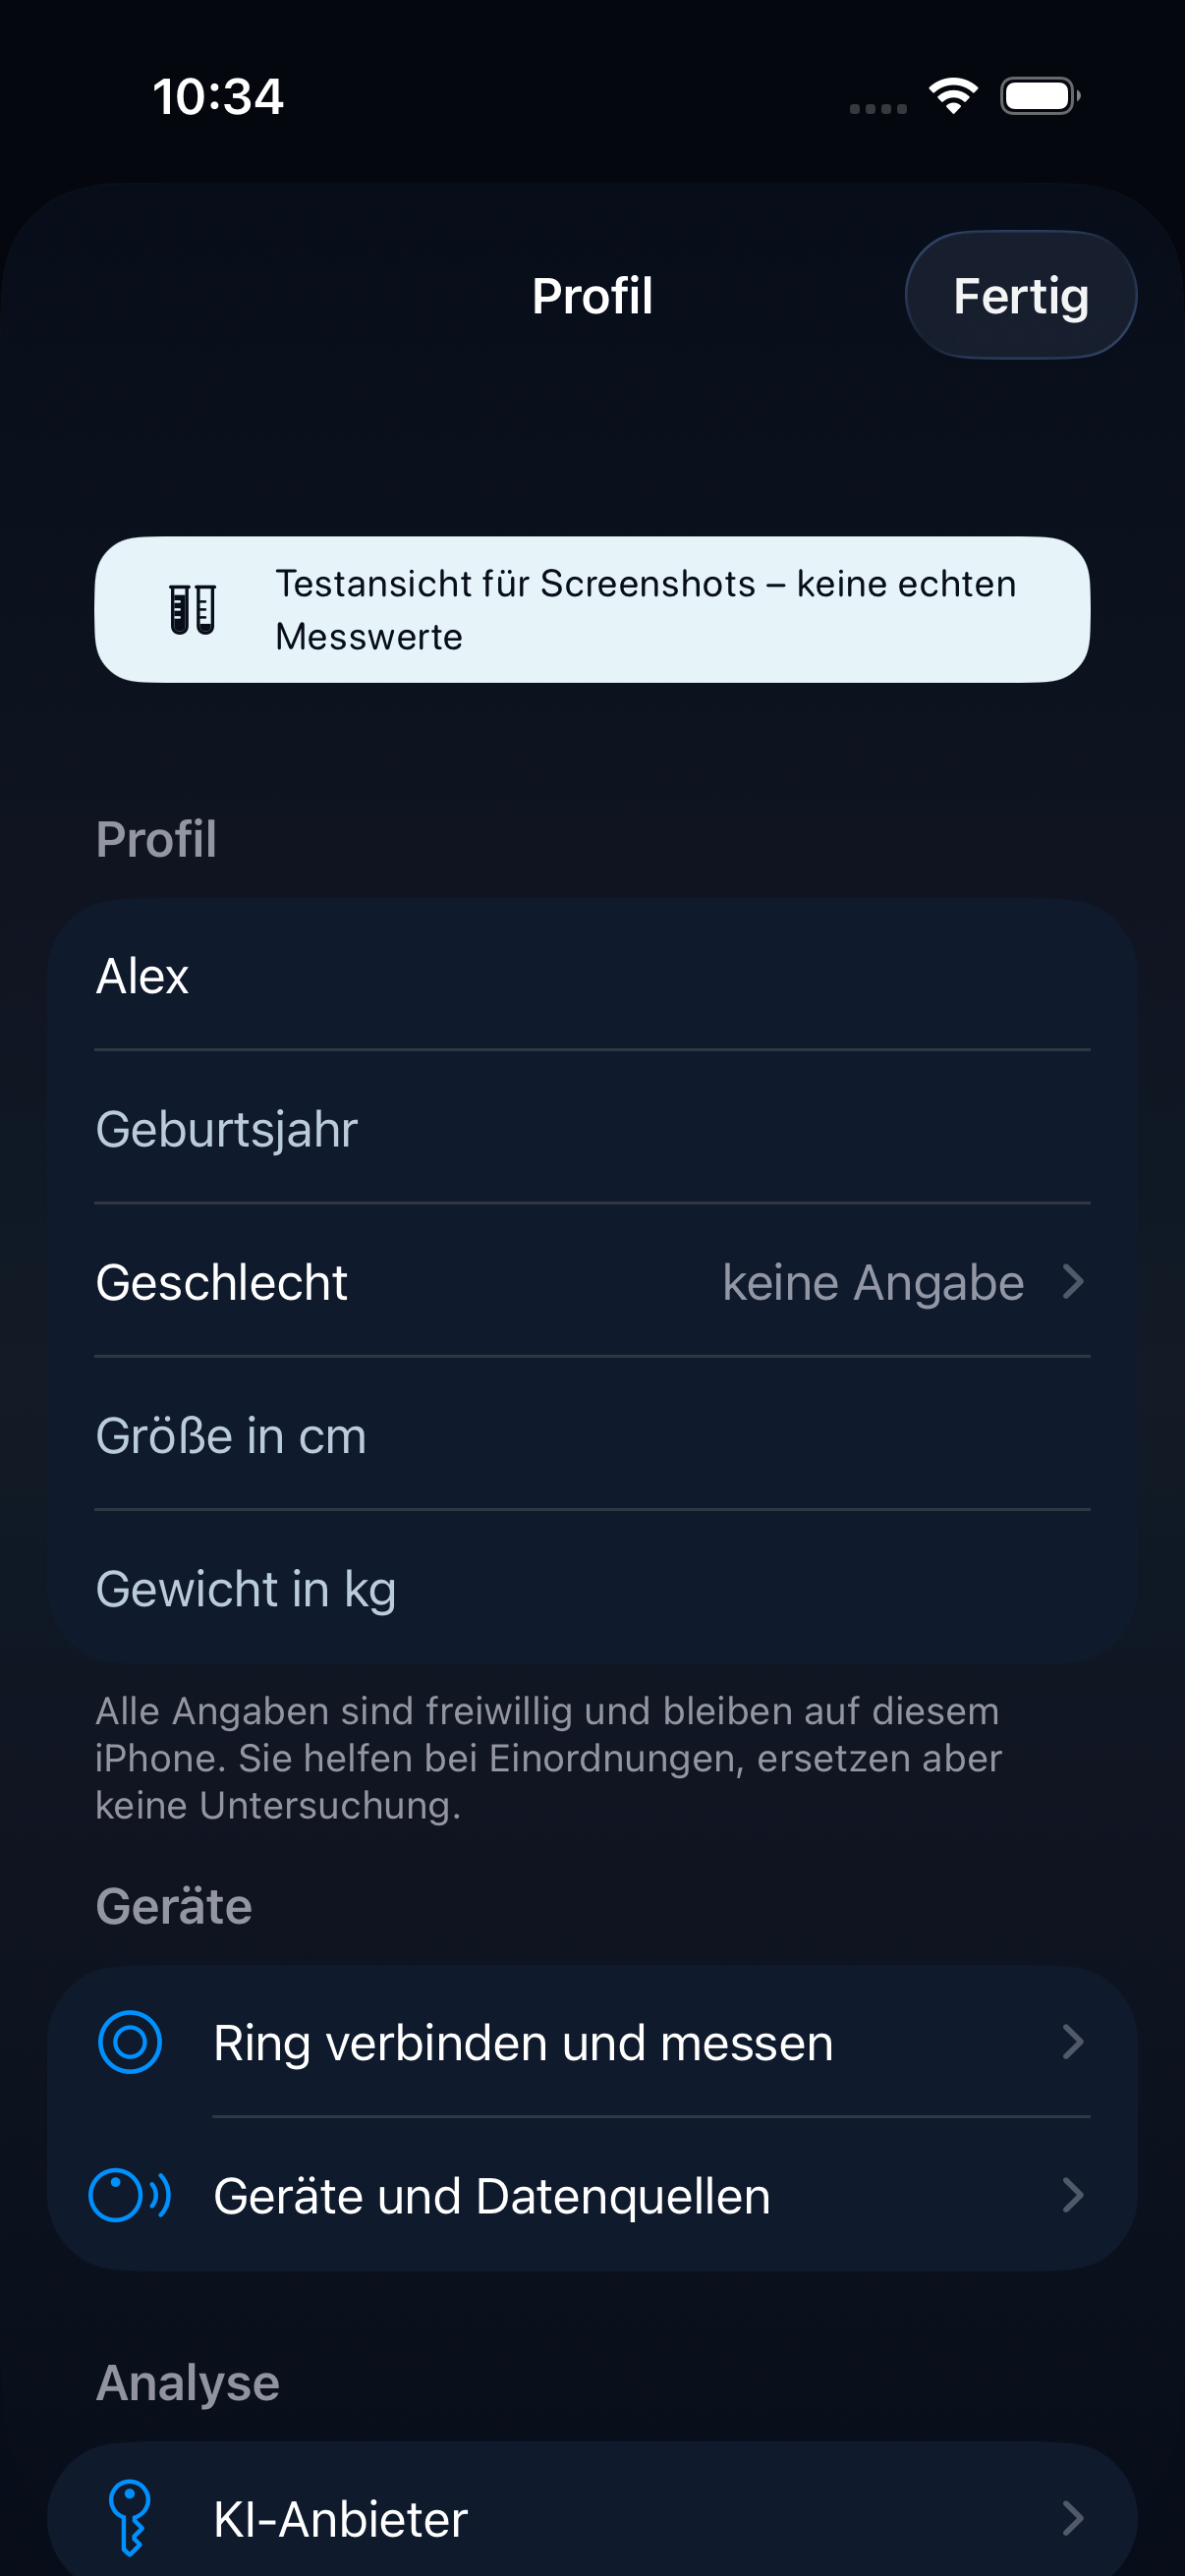 10:34
Profil
Fertig
Testansicht für Screenshots – keine echten
Messwerte
Profil
Alex
Geburtsjahr
Geschlecht keine Angabe
Größe in cm
Gewicht in kg
Alle Angaben sind freiwillig und bleiben auf diesem
iPhone. Sie helfen bei Einordnungen, ersetzen aber
keine Untersuchung.
Geräte
Ring verbinden und messen
Geräte und Datenquellen
Analyse
KI-Anbieter